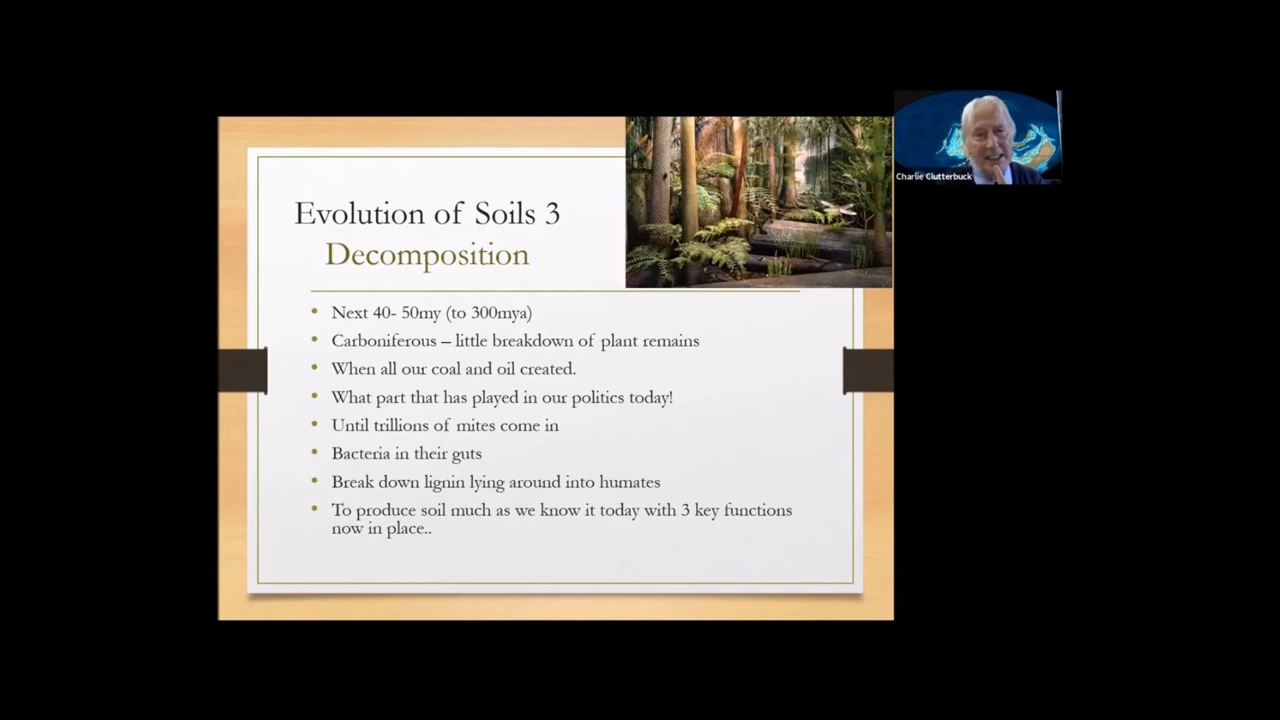 Charlie Clutterbuck
Evolution of Soils 3
Decomposition
• Next 40- 50my (to 300mya)
• Carboniferous – little breakdown of plant remains
• When all our coal and oil created.
• What part that has played in our politics today!
• Until trillions of mites come in
• Bacteria in their guts
• Break down lignin lying around into humates
• To produce soil much as we know it today with 3 key functions
now in place..